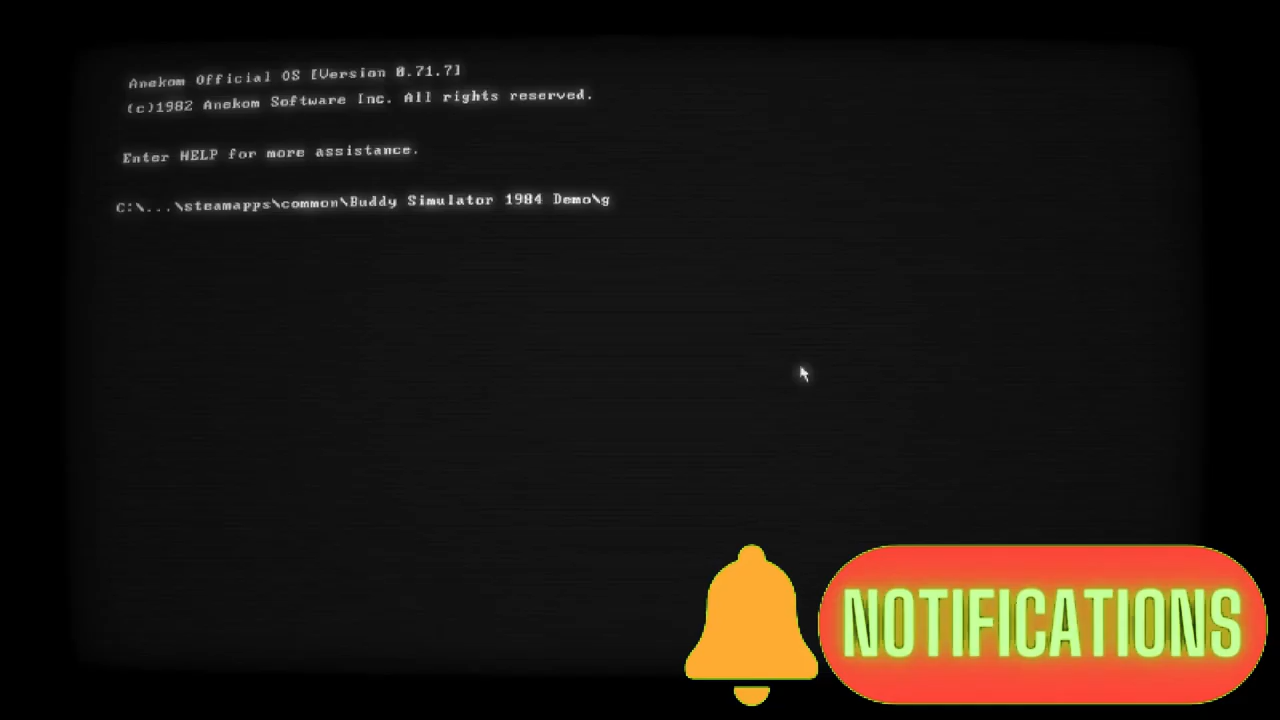 Anekom Official OS [Version 0.71.7]
(c)1982 Anekom Software Inc. All rights reserved.
Enter HELP for more assistance.
C:\...\steamapps\common\Buddy Simulator 1984 Demo\g
NOTIFICATIONS